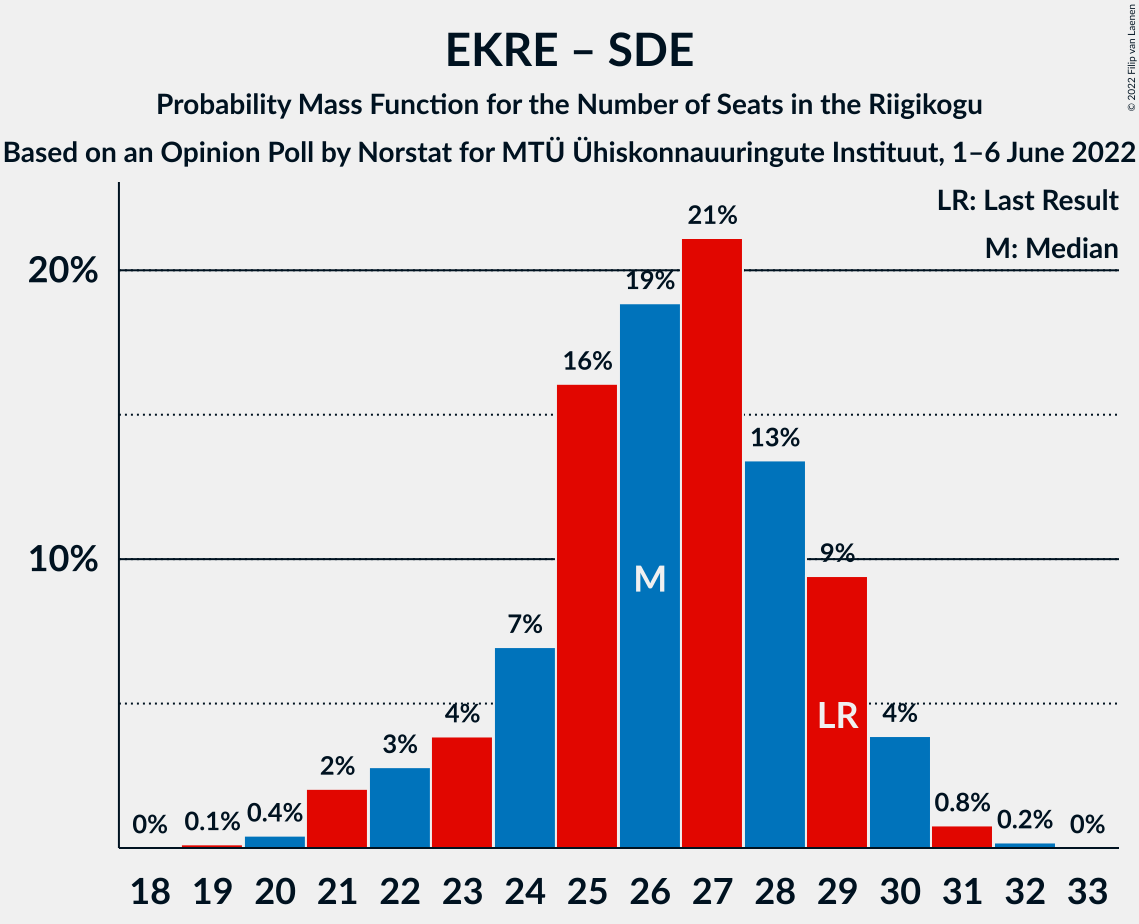 EKRE – SDE
Probability Mass Function for the Number of Seats in the Riigikogu
Based on an Opinion Poll by Norstat for MTÜ Ühiskonnauuringute Instituut, 1–6 June 2022
© 2022 Filip van Laenen
LR: Last Result
M: Median
20%
10%
0%
0.1%
0.4%
2%
3%
4%
7%
16%
19%
21%
13%
9%
4%
0.8%
0.2%
0%
M
LR
18 19 20 21 22 23 24 25 26 27 28 29 30 31 32 33